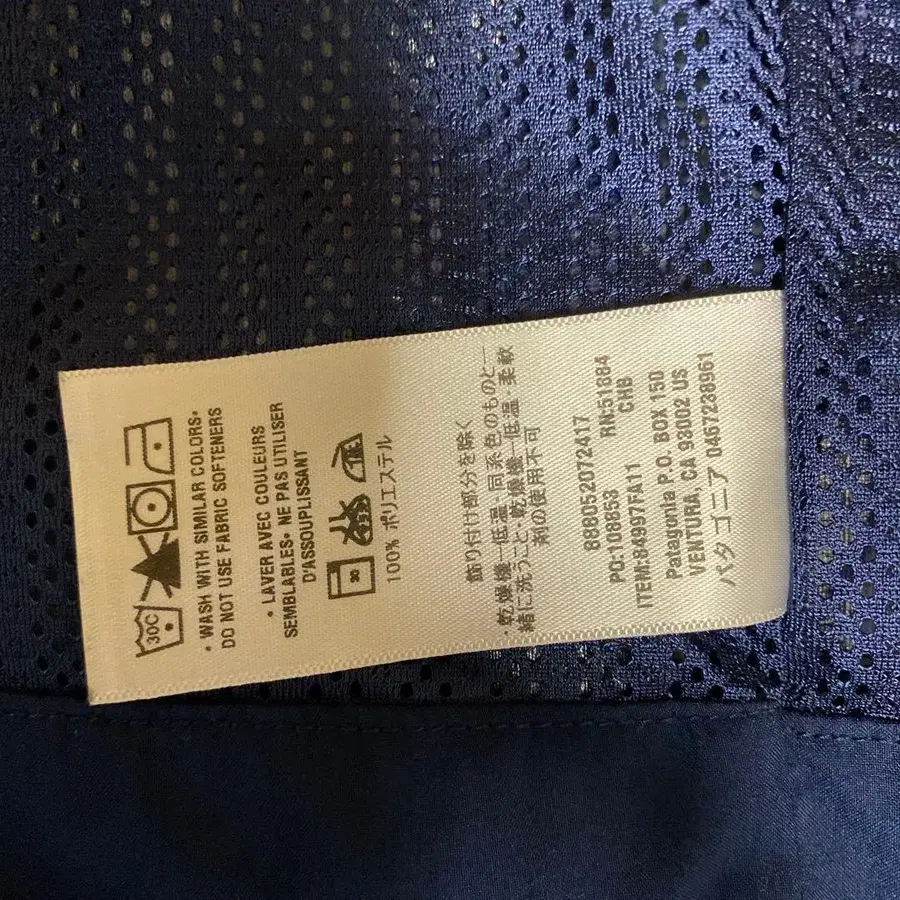 30C
• WASH WITH SIMILAR COLORS•
DO NOT USE FABRIC SOFTENERS
• LAVER AVEC COULEURS
SEMBLABLES• NE PAS UTILISER
D'ASSOUPLISSANT
100% ポリエステル
飾り付け部分を除く
・乾燥機—低温・同系色のものと一
緒に洗うこと・乾燥機—低温 柔軟
剤の使用不可
888052072417
PO:108853 RN:51884
ITEM:84997FA11 CHB
Patagonia P.O. BOX 150
VENTURA, CA 93002 US
パタゴニア 0467238961